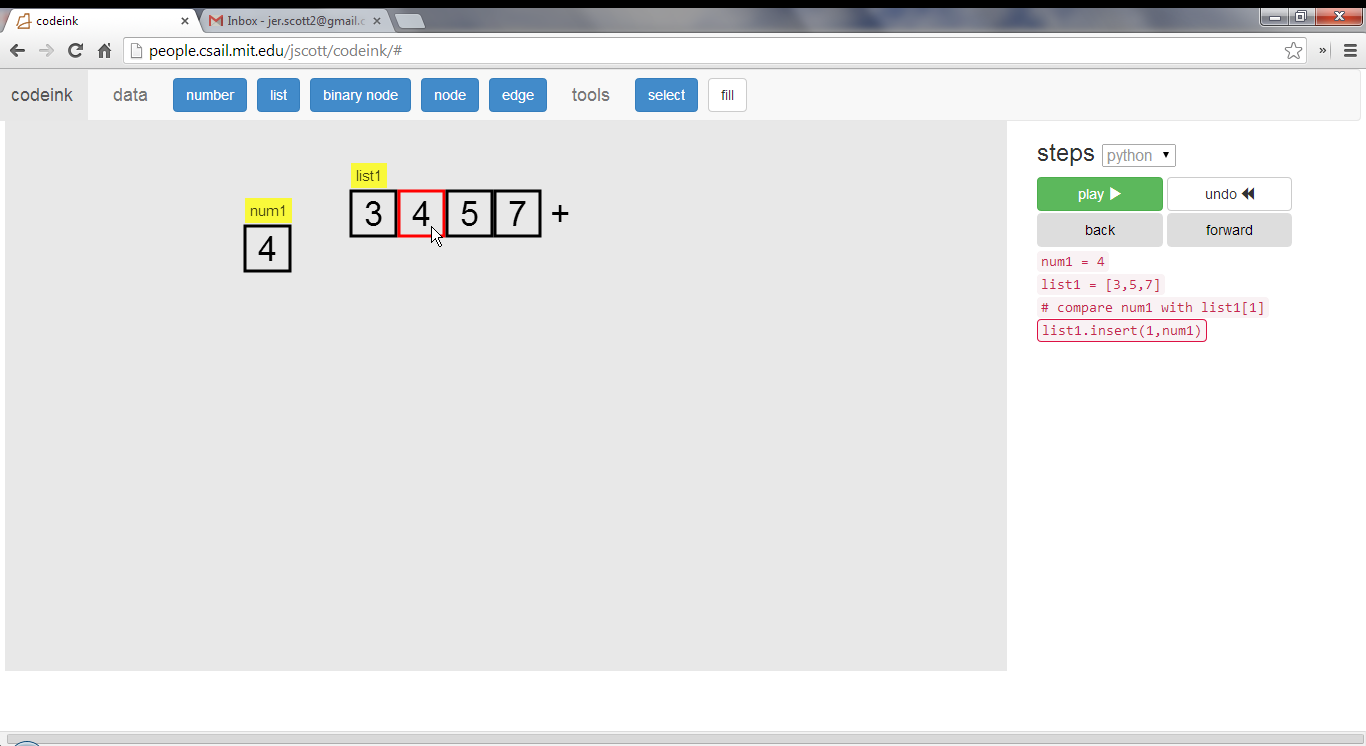 codeink
Inbox - jer.scott2@gmail.c
people.csail.mit.edu/jscott/codeink/#
codeink data number list binary node node edge tools select fill
steps python
play undo
back forward
num1 = 4
list1 = [3,5,7]
# compare num1 with list1[1]
list1.insert(1,num1)
list1
3 4 5 7 +
num1
4